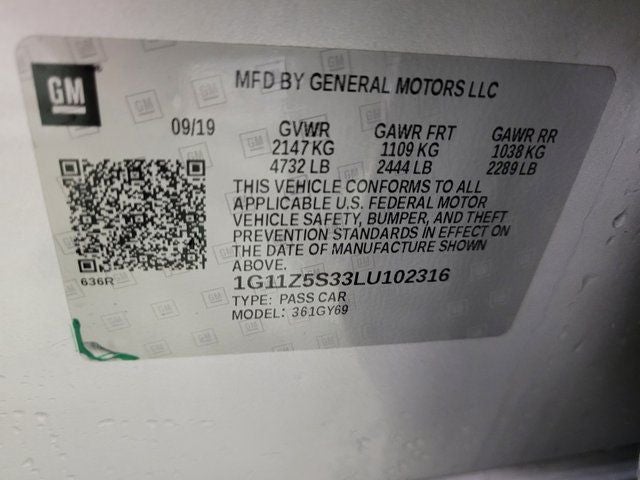 GM
MFD BY GENERAL MOTORS LLC
09/19 GVWR GAWR FRT GAWR RR
2147 KG 1109 KG 1038 KG
4732 LB 2444 LB 2289 LB
THIS VEHICLE CONFORMS TO ALL
APPLICABLE U.S. FEDERAL MOTOR
VEHICLE SAFETY, BUMPER, AND THEFT
PREVENTION STANDARDS IN EFFECT ON
THE DATE OF MANUFACTURE SHOWN
ABOVE.
636R
1G11Z5S33LU102316
TYPE: PASS CAR
MODEL: 361GY69